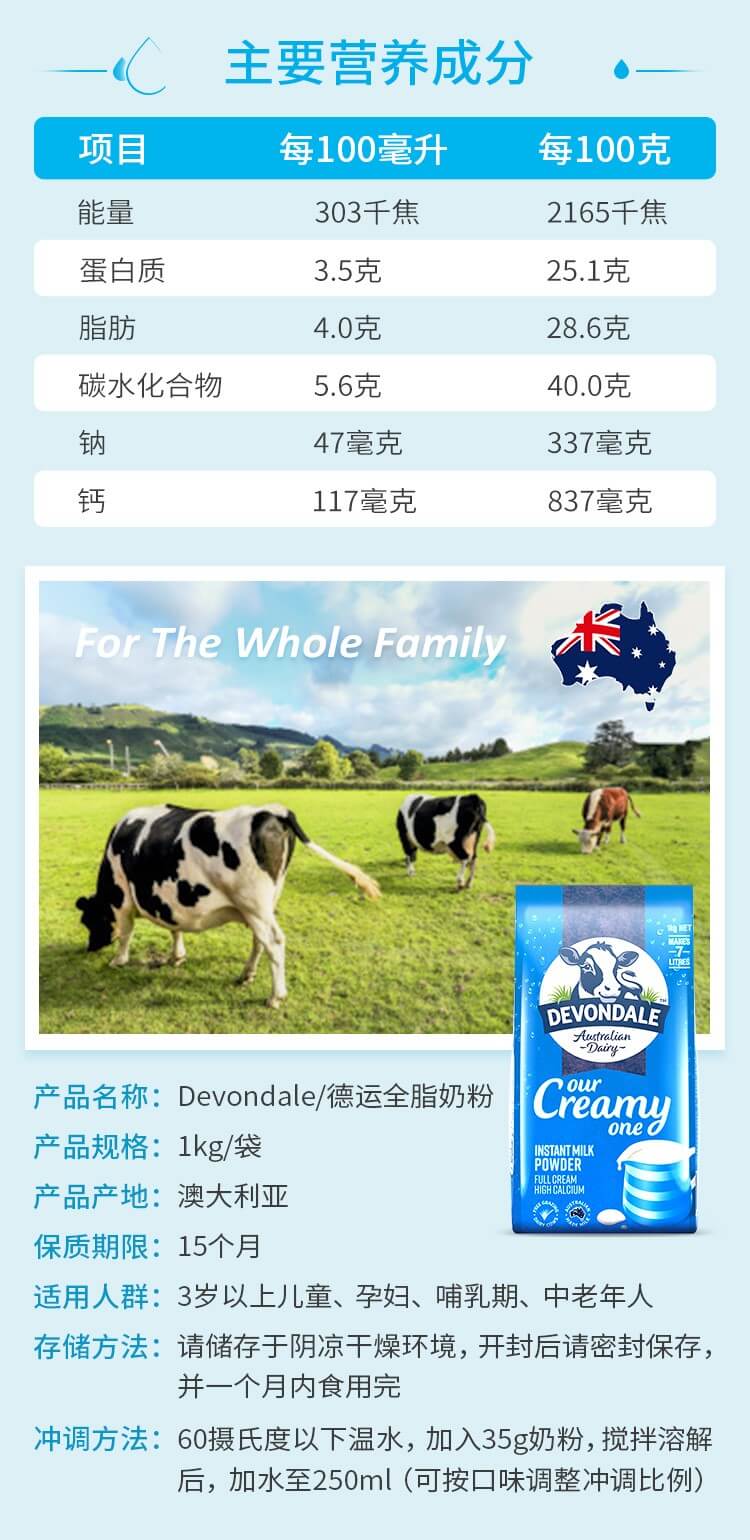 主要营养成分
项目 每100毫升 每100克
能量 303千焦 2165千焦
蛋白质 3.5克 25.1克
脂肪 4.0克 28.6克
碳水化合物 5.6克 40.0克
钠 47毫克 337毫克
钙 117毫克 837毫克
For The Whole Family
1kg NET
MAKES
-7-
LITRES
DEVONDALE™
Australian
-Dairy-
our
Creamy
one
INSTANT MILK
POWDER
FULL CREAM
HIGH CALCIUM
产品名称：Devondale/德运全脂奶粉
产品规格：1kg/袋
产品产地：澳大利亚
保质期限：15个月
适用人群：3岁以上儿童、孕妇、哺乳期、中老年人
存储方法：请储存于阴凉干燥环境，开封后请密封保存，
并一个月内食用完
冲调方法：60摄氏度以下温水，加入35g奶粉，搅拌溶解
后，加水至250ml（可按口味调整冲调比例）